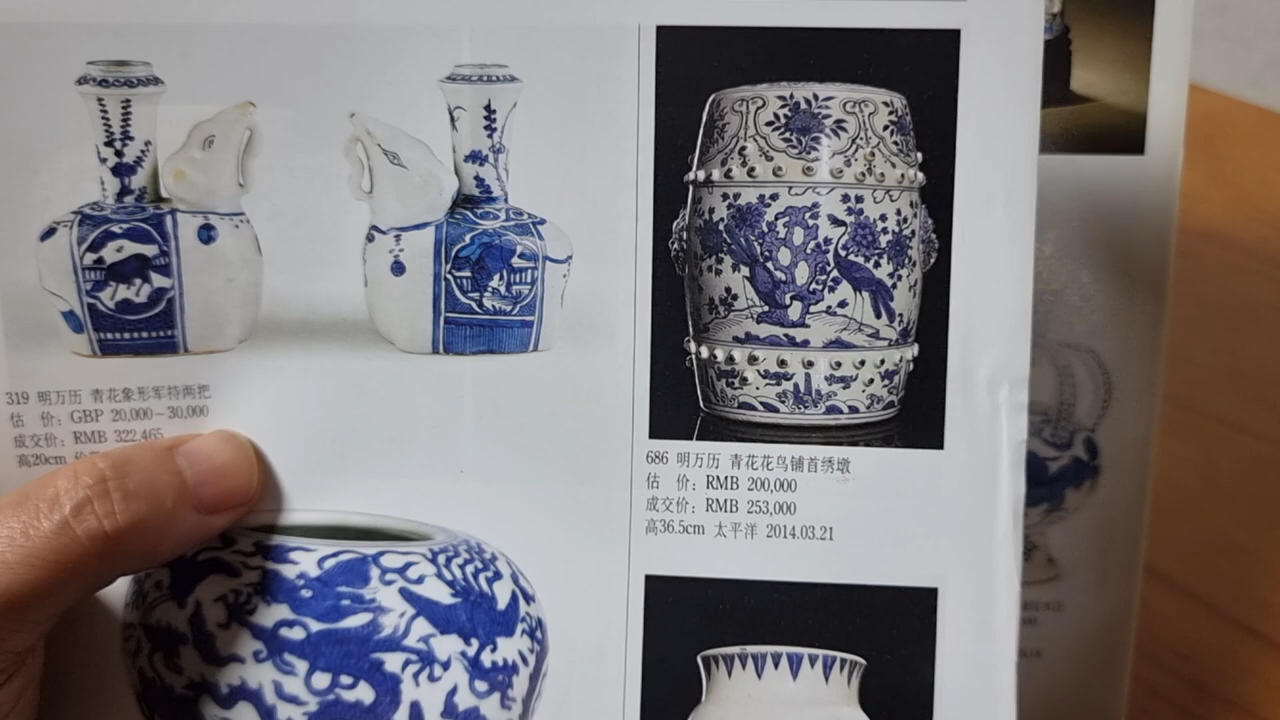 319 明万历 青花象形军持两把
估 价：GBP 20,000~30,000
成交价：RMB 322,465
高20cm
686 明万历 青花花鸟铺首绣墩
估 价：RMB 200,000
成交价：RMB 253,000
高36.5cm 太平洋 2014.03.21